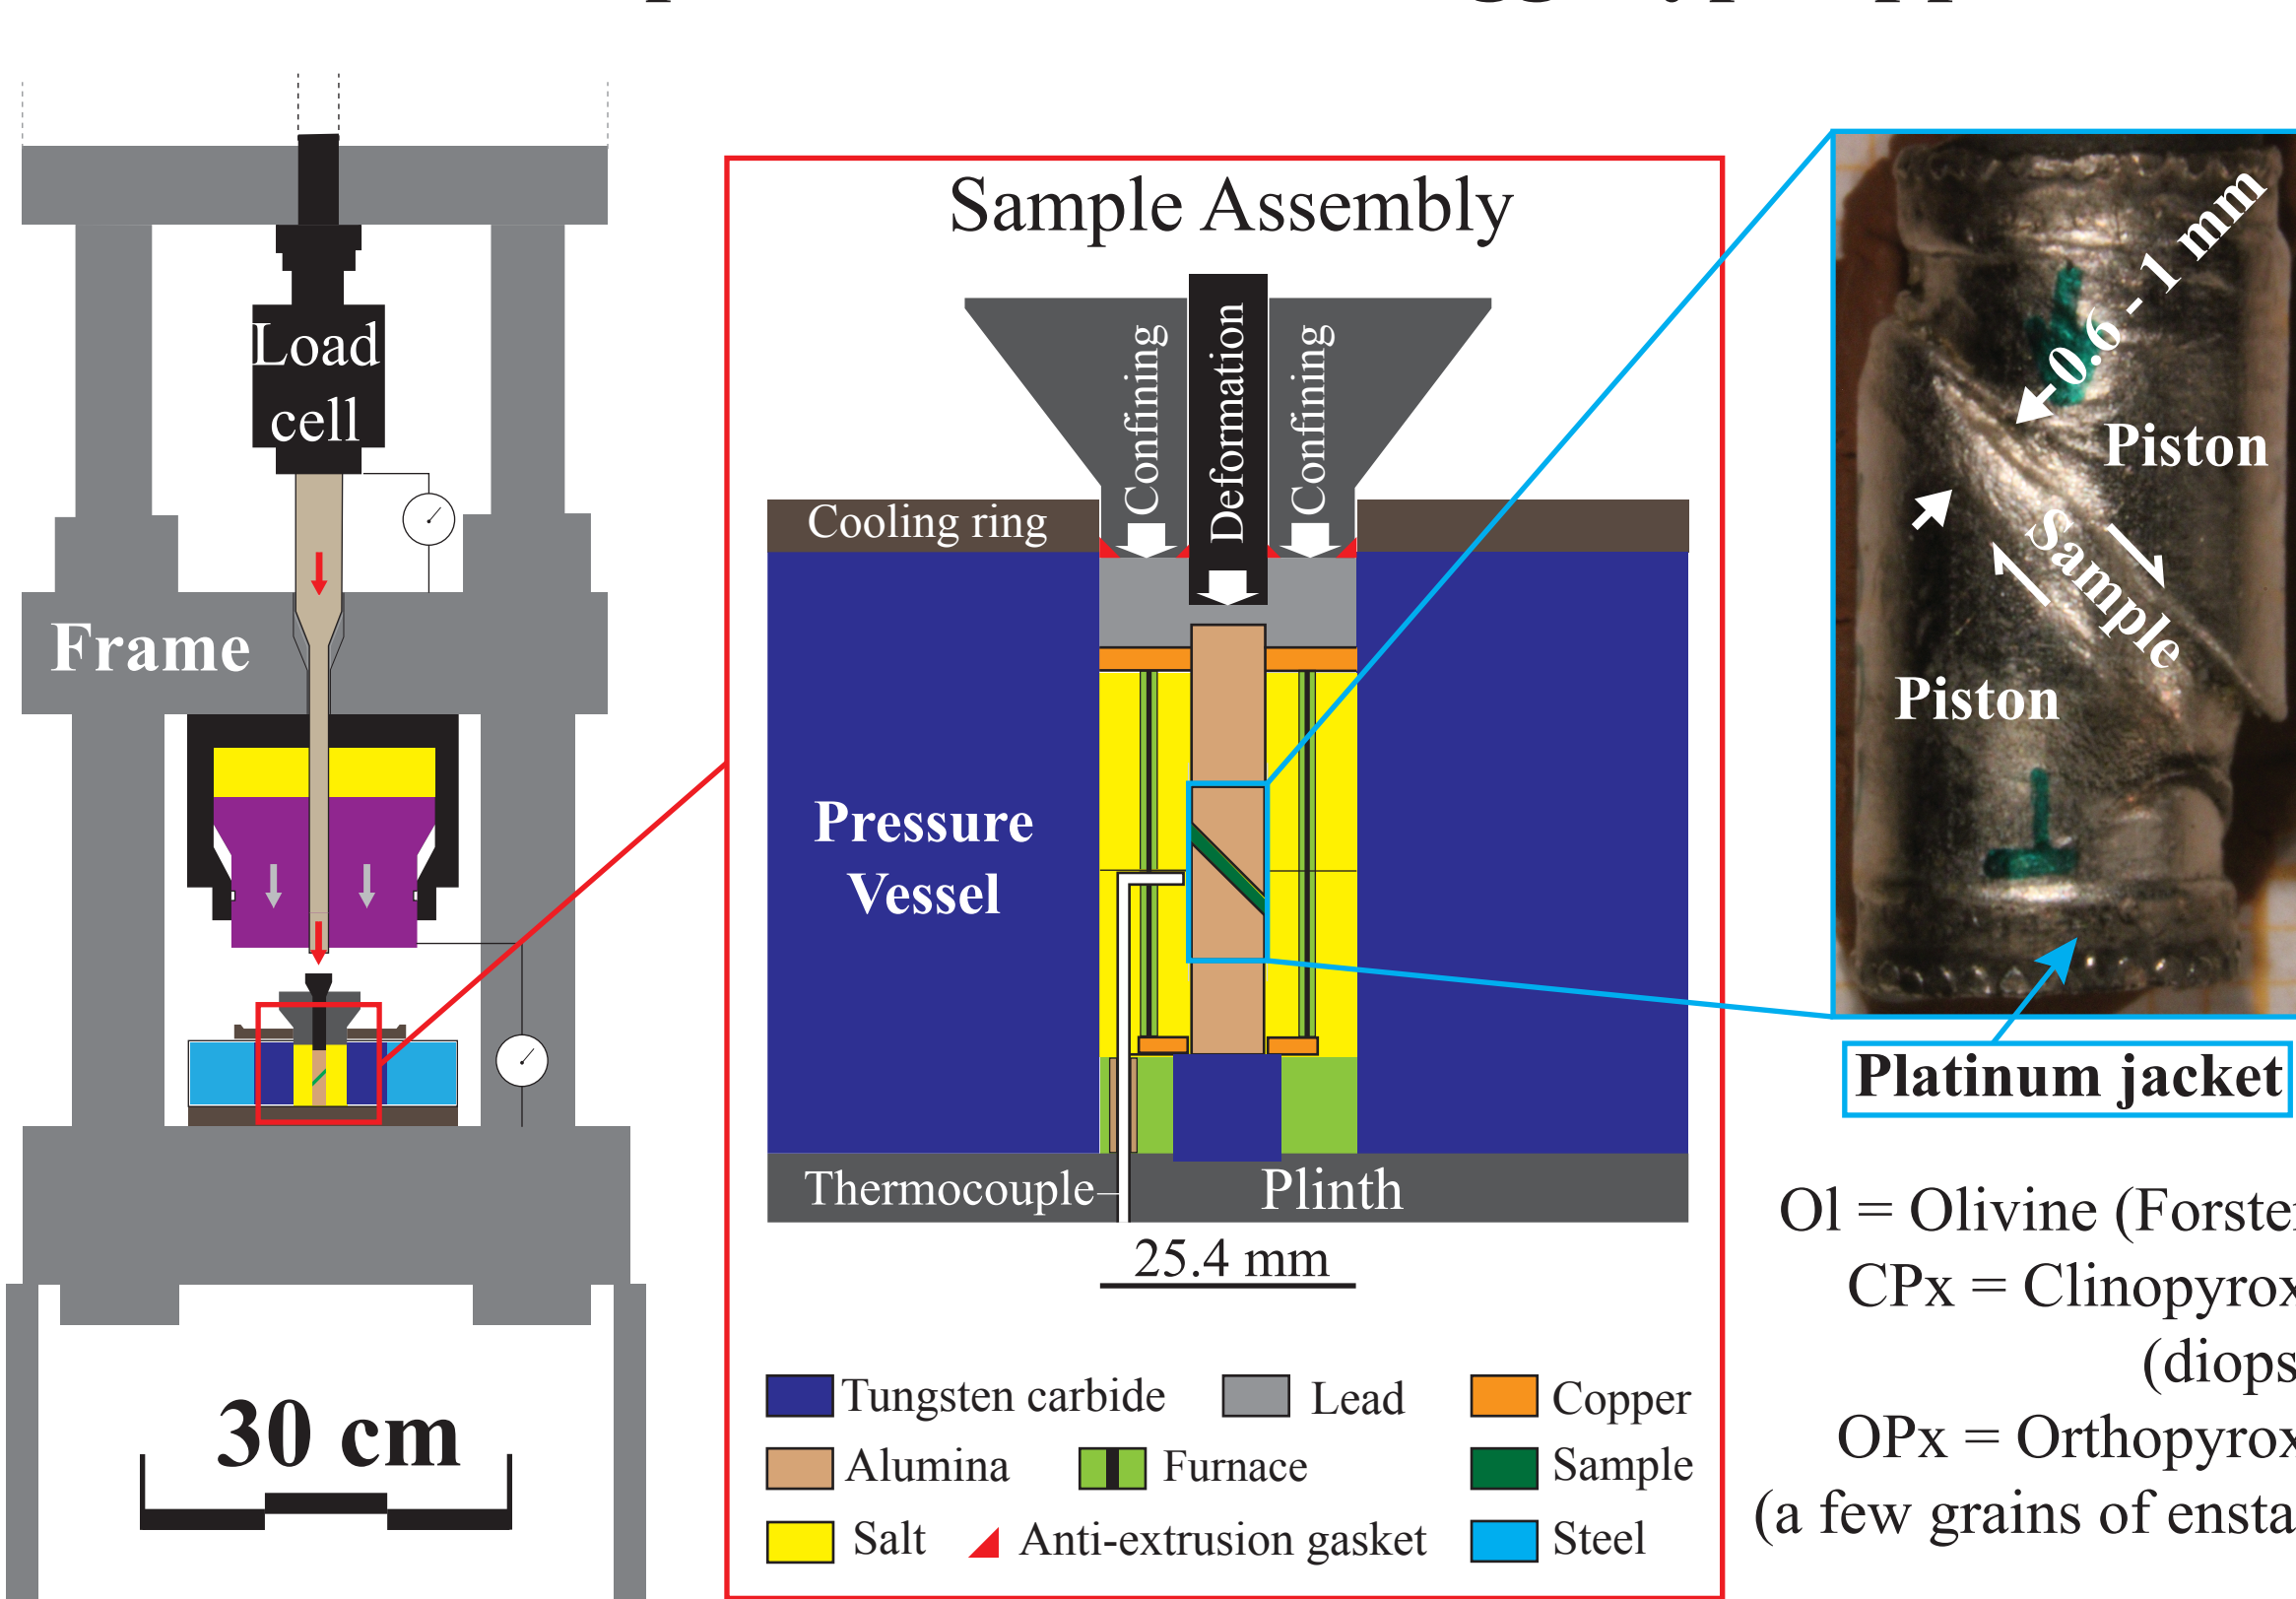 Load
cell
Frame
30 cm
Sample Assembly
Confining
Deformation
Confining
Cooling ring
Pressure
Vessel
Thermocouple
Plinth
25.4 mm
Tungsten carbide
Lead
Copper
Alumina
Furnace
Sample
Salt
Anti-extrusion gasket
Steel
0.6 - 1 mm
Piston
Sample
Piston
Platinum jacket
Ol = Olivine (Forster
CPx = Clinopyrox
(diops
OPx = Orthopyrox
(a few grains of ensta